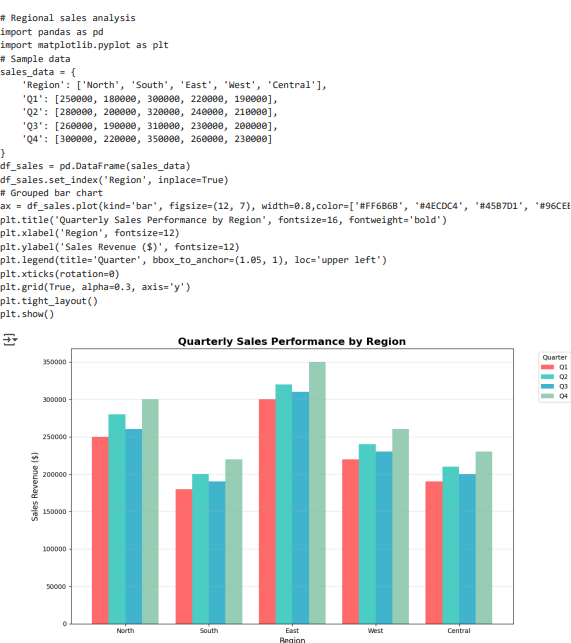 # Regional sales analysis
import pandas as pd
import matplotlib.pyplot as plt
# Sample data
sales_data = {
    'Region': ['North', 'South', 'East', 'West', 'Central'],
    'Q1': [250000, 180000, 300000, 220000, 190000],
    'Q2': [280000, 200000, 320000, 240000, 210000],
    'Q3': [260000, 190000, 310000, 230000, 200000],
    'Q4': [300000, 220000, 350000, 260000, 230000]
}
df_sales = pd.DataFrame(sales_data)
df_sales.set_index('Region', inplace=True)
# Grouped bar chart
ax = df_sales.plot(kind='bar', figsize=(12, 7), width=0.8,color=['#FF6B6B', '#4ECDC4', '#45B7D1',
plt.title('Quarterly Sales Performance by Region', fontsize=16, fontweight='bold')
plt.xlabel('Region', fontsize=12)
plt.ylabel('Sales Revenue ($)', fontsize=12)
plt.legend(title='Quarter', bbox_to_anchor=(1.05, 1), loc='upper left')
plt.xticks(rotation=0)
plt.grid(True, alpha=0.3, axis='y')
plt.tight_layout()
plt.show()
Quarterly Sales Performance by Region
Quarter
Q1
Q2
Q3
Q4
Sales Revenue ($)
350000
300000
250000
200000
150000
100000
50000
0
North South East West Central
Region